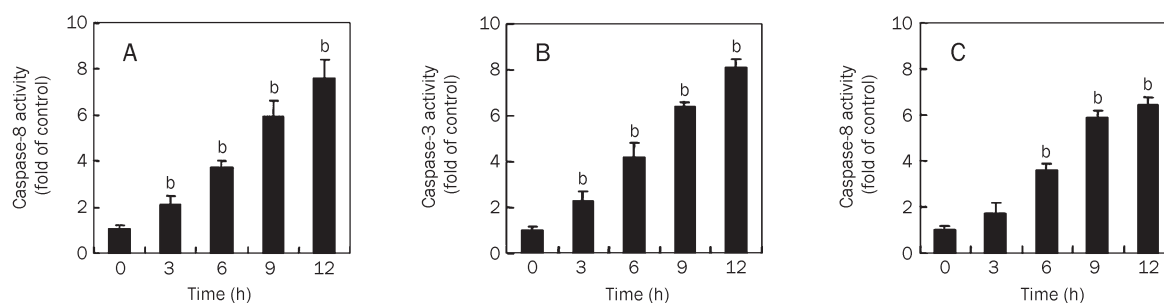 A
Caspase-8 activity
(fold of control)
10
8
6
4
2
0
b
b
b
b
0 3 6 9 12
Time (h)
B
Caspase-3 activity
(fold of control)
10
8
6
4
2
0
b
b
b
b
0 3 6 9 12
Time (h)
C
Caspase-8 activity
(fold of control)
10
8
6
4
2
0
b
b
b
0 3 6 9 12
Time (h)